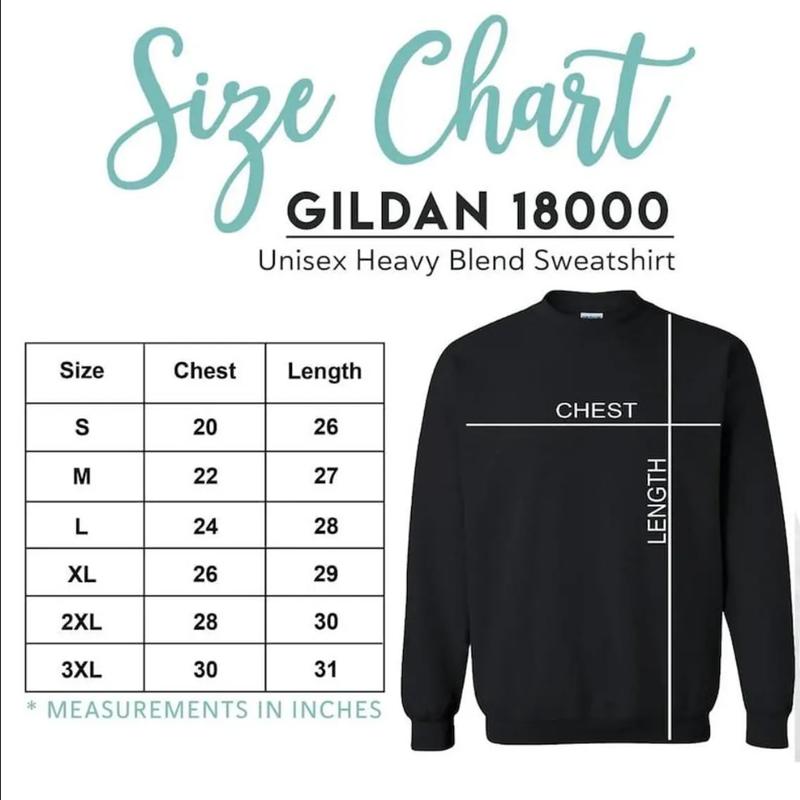 Size Chart
GILDAN 18000
Unisex Heavy Blend Sweatshirt
Size Chest Length
S 20 26
M 22 27
L 24 28
XL 26 29
2XL 28 30
3XL 30 31
* MEASUREMENTS IN INCHES
CHEST
LENGTH